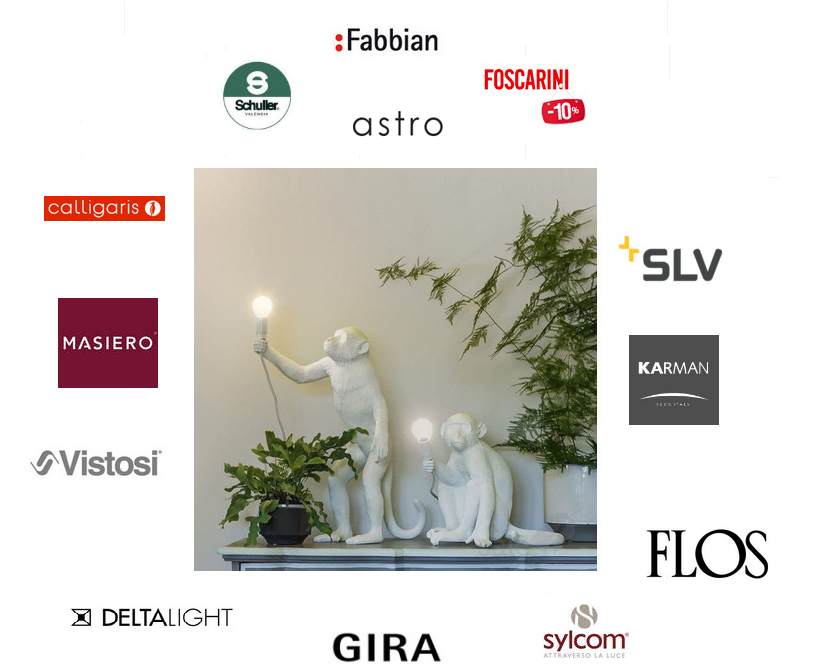 :Fabbian
S
Schuller.
VALENCIA
FOSCARINI
-10%
astro
calligaris
SLV
MASIERO®
KARMAN
Vistosi®
FLOS
DELTALIGHT
GIRA
sylcom®
ATTRAVERSO LA LUCE